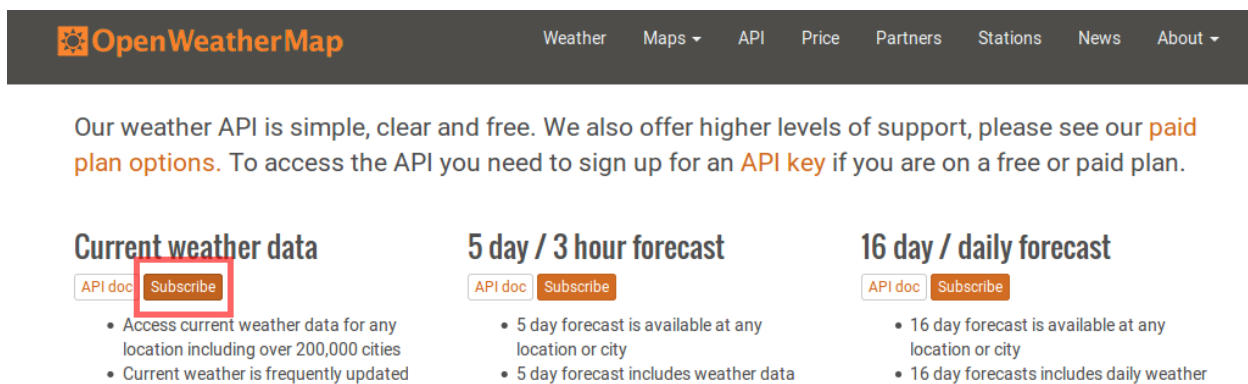 OpenWeatherMap
Weather Maps API Price Partners Stations News About
Our weather API is simple, clear and free. We also offer higher levels of support, please see our paid
plan options. To access the API you need to sign up for an API key if you are on a free or paid plan.
Current weather data
API doc Subscribe
• Access current weather data for any
location including over 200,000 cities
• Current weather is frequently updated
5 day / 3 hour forecast
API doc Subscribe
• 5 day forecast is available at any
location or city
• 5 day forecast includes weather data
16 day / daily forecast
API doc Subscribe
• 16 day forecast is available at any
location or city
• 16 day forecasts includes daily weather